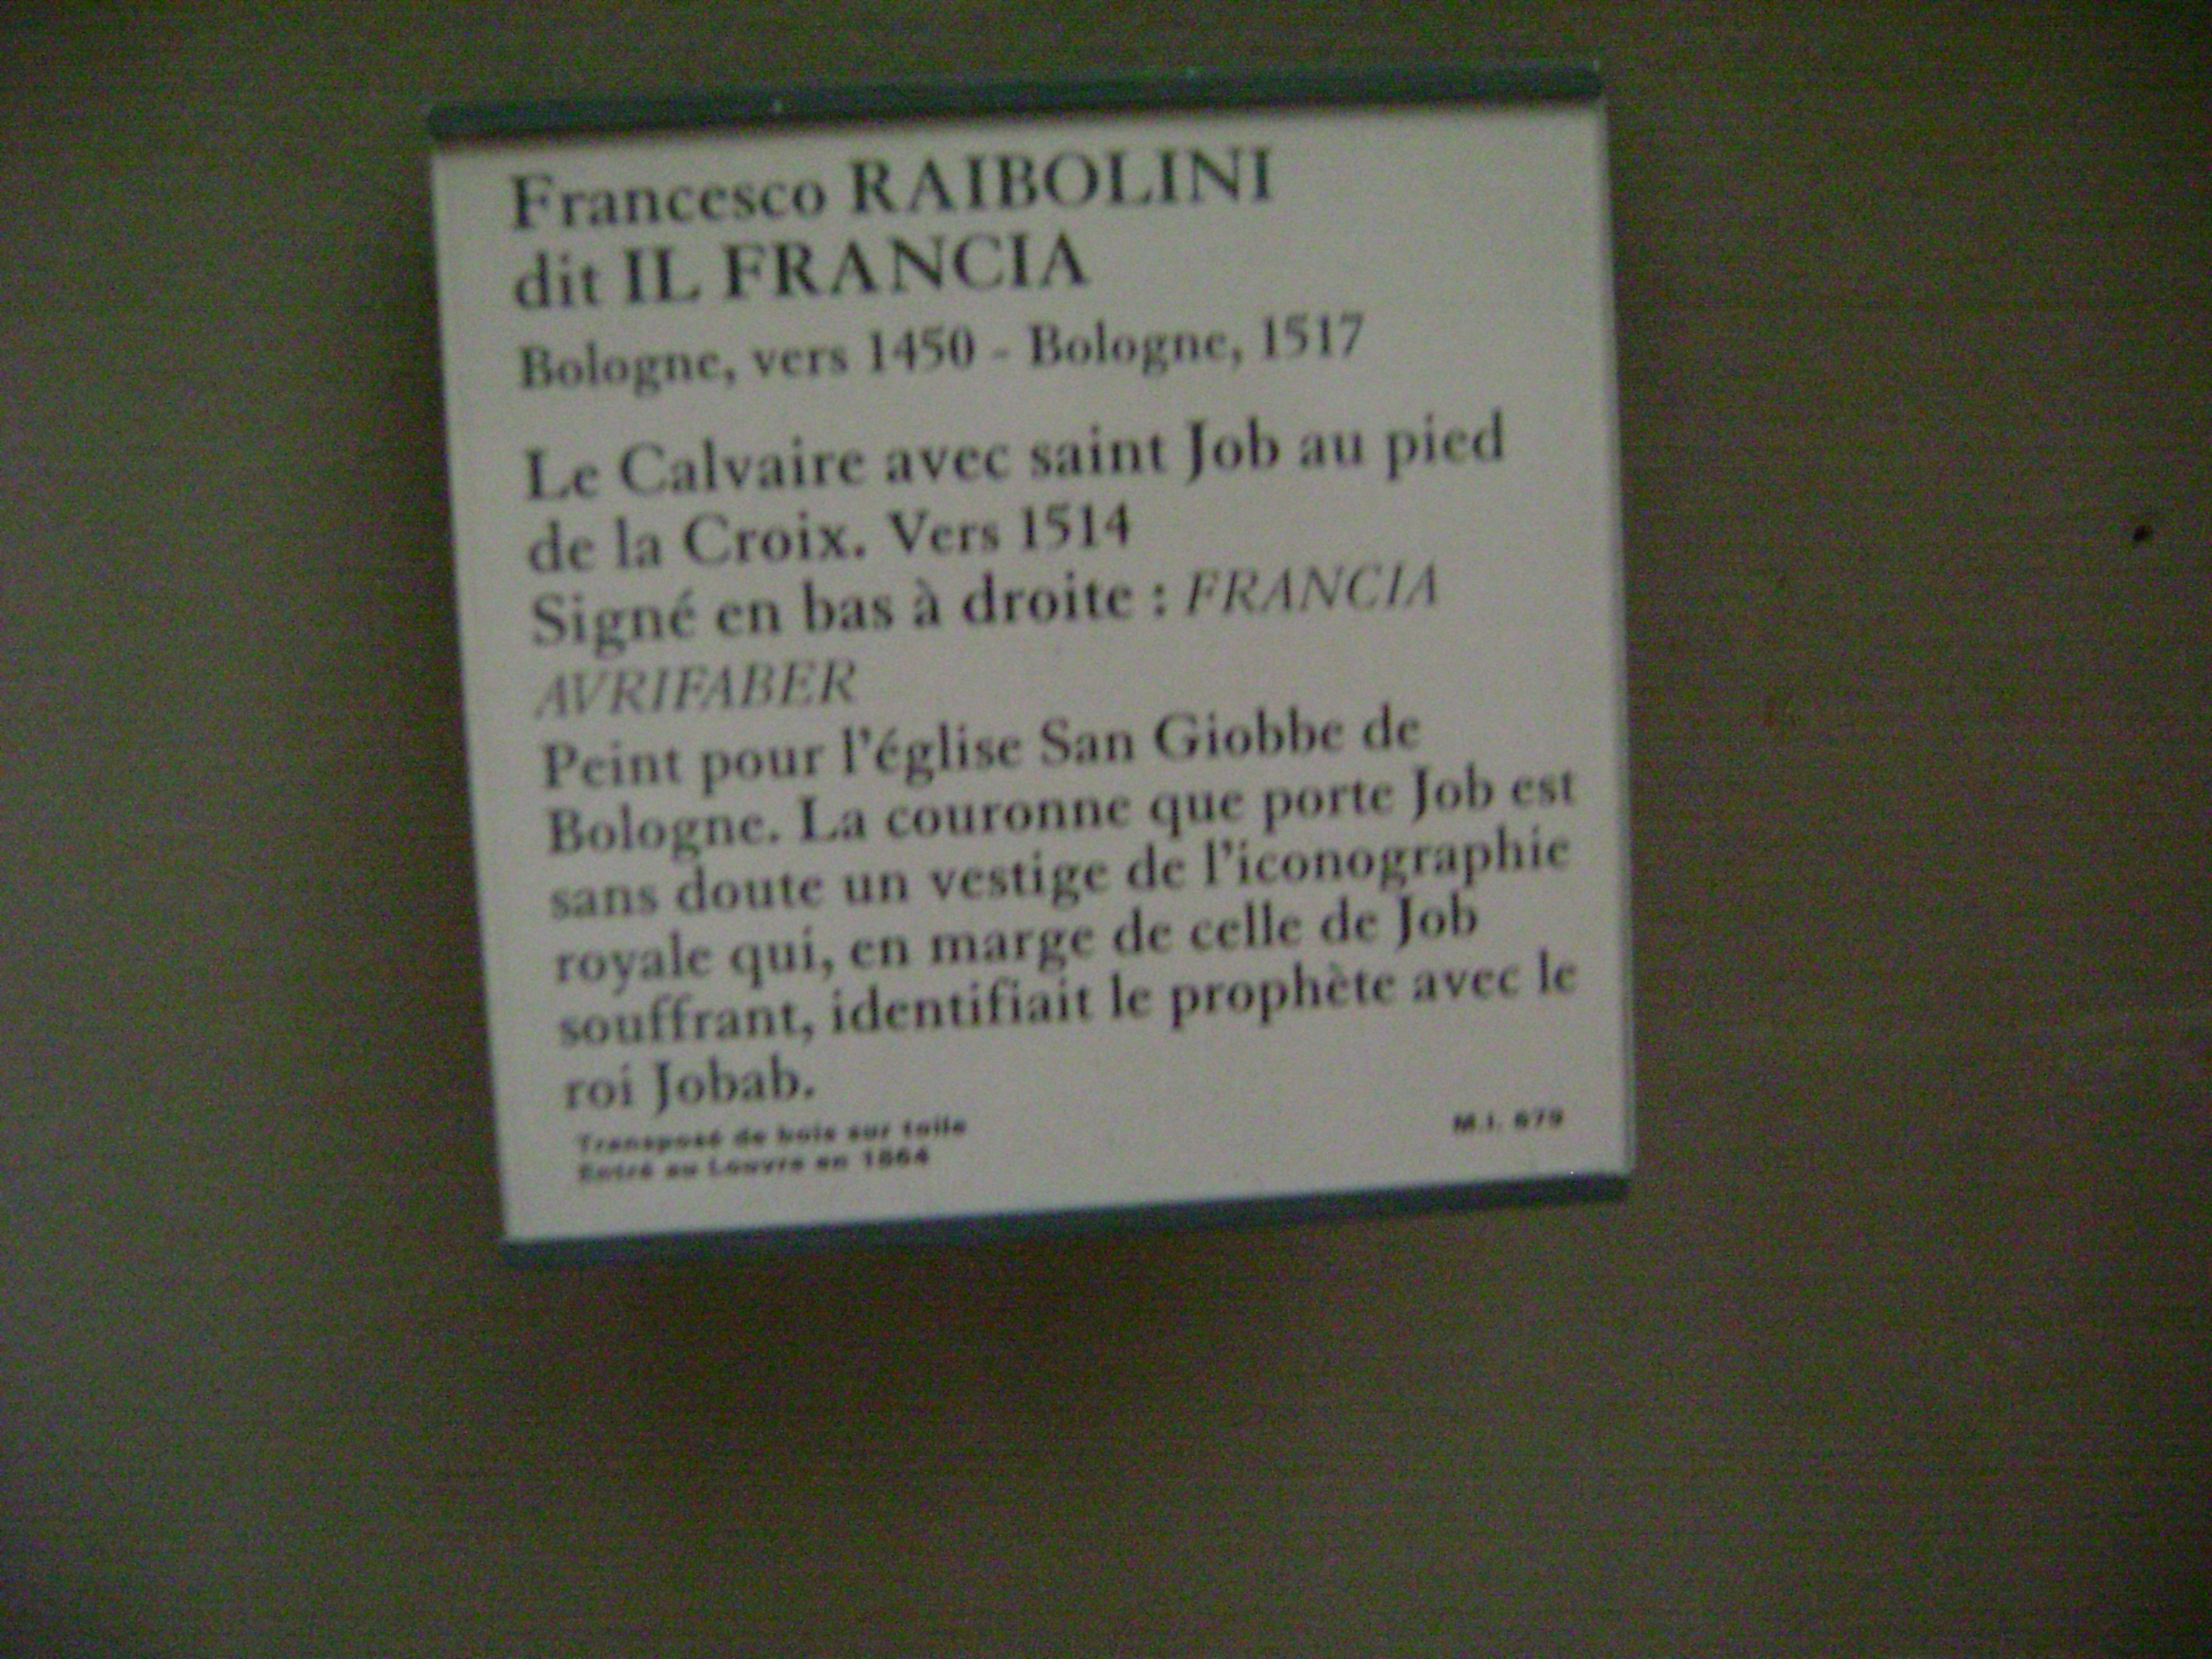 Francesco RAIBOLINI
dit IL FRANCIA
Bologne, vers 1450 - Bologne, 1517
Le Calvaire avec saint Job au pied
de la Croix. Vers 1514
Signé en bas à droite : FRANCIA
AVRIFABER
Peint pour l'église San Giobbe de
Bologne. La couronne que porte Job est
sans doute un vestige de l'iconographie
royale qui, en marge de celle de Job
souffrant, identifiait le prophète avec le
roi Jobab.
Transposé de bois sur toile
Entré au Louvre en 1864
M.I. 679